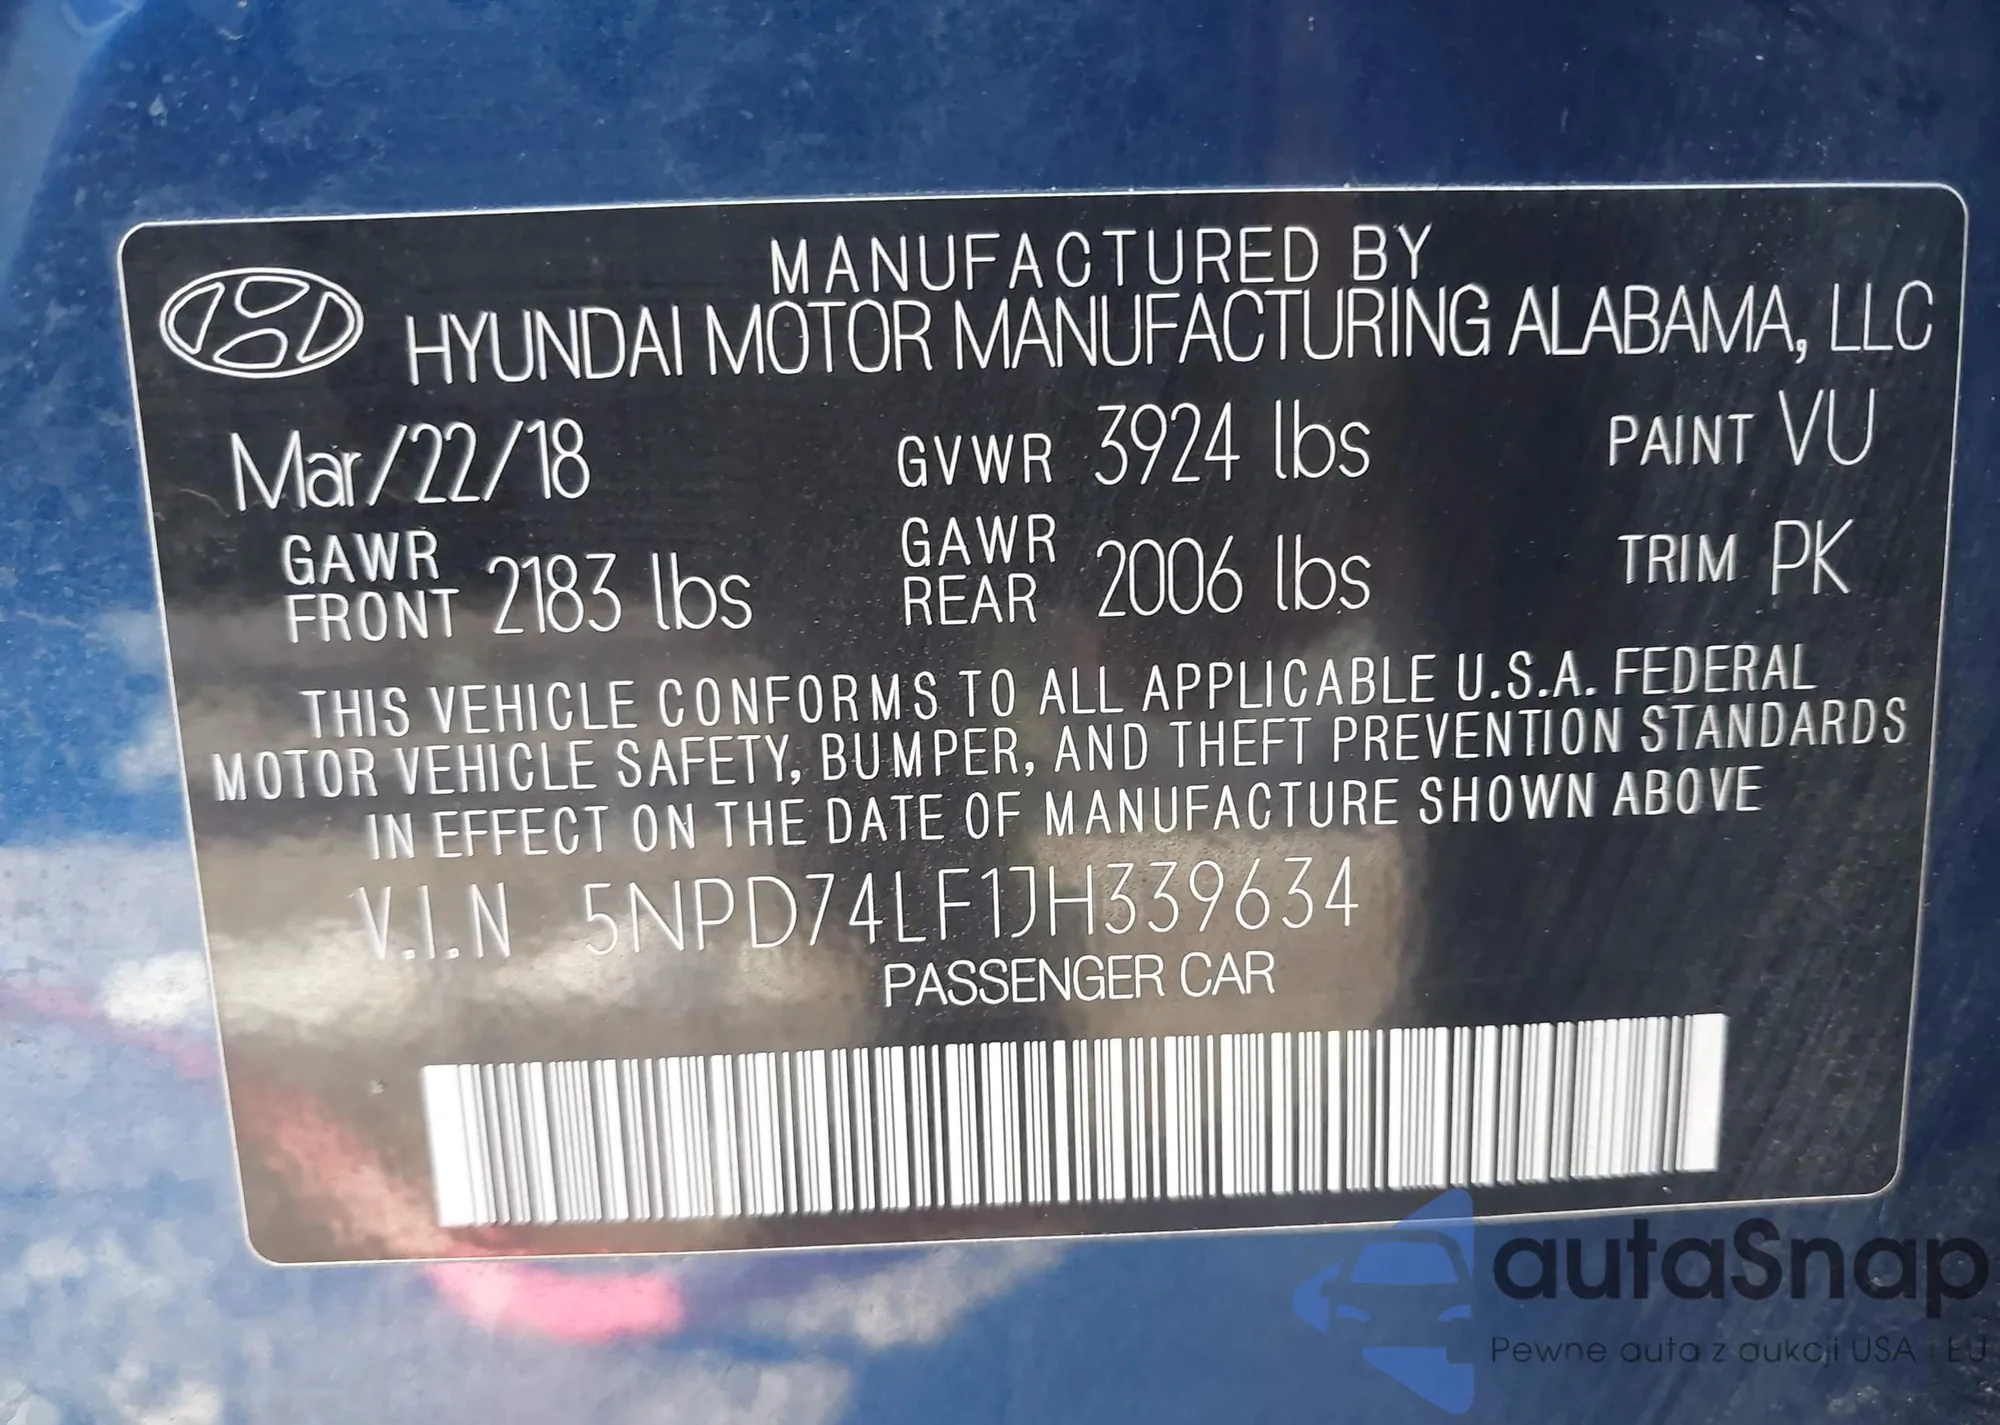 MANUFACTURED BY
HYUNDAI MOTOR MANUFACTURING ALABAMA, LLC
Mar/22/18 GVWR 3924 lbs PAINT VU
GAWR FRONT 2183 lbs GAWR REAR 2006 lbs TRIM PK
THIS VEHICLE CONFORMS TO ALL APPLICABLE U.S.A. FEDERAL
MOTOR VEHICLE SAFETY, BUMPER, AND THEFT PREVENTION STANDARDS
IN EFFECT ON THE DATE OF MANUFACTURE SHOWN ABOVE
V.I.N 5NPD74LF1JH339634
PASSENGER CAR
autaSnap
Pewne auta z aukcji USA i EU